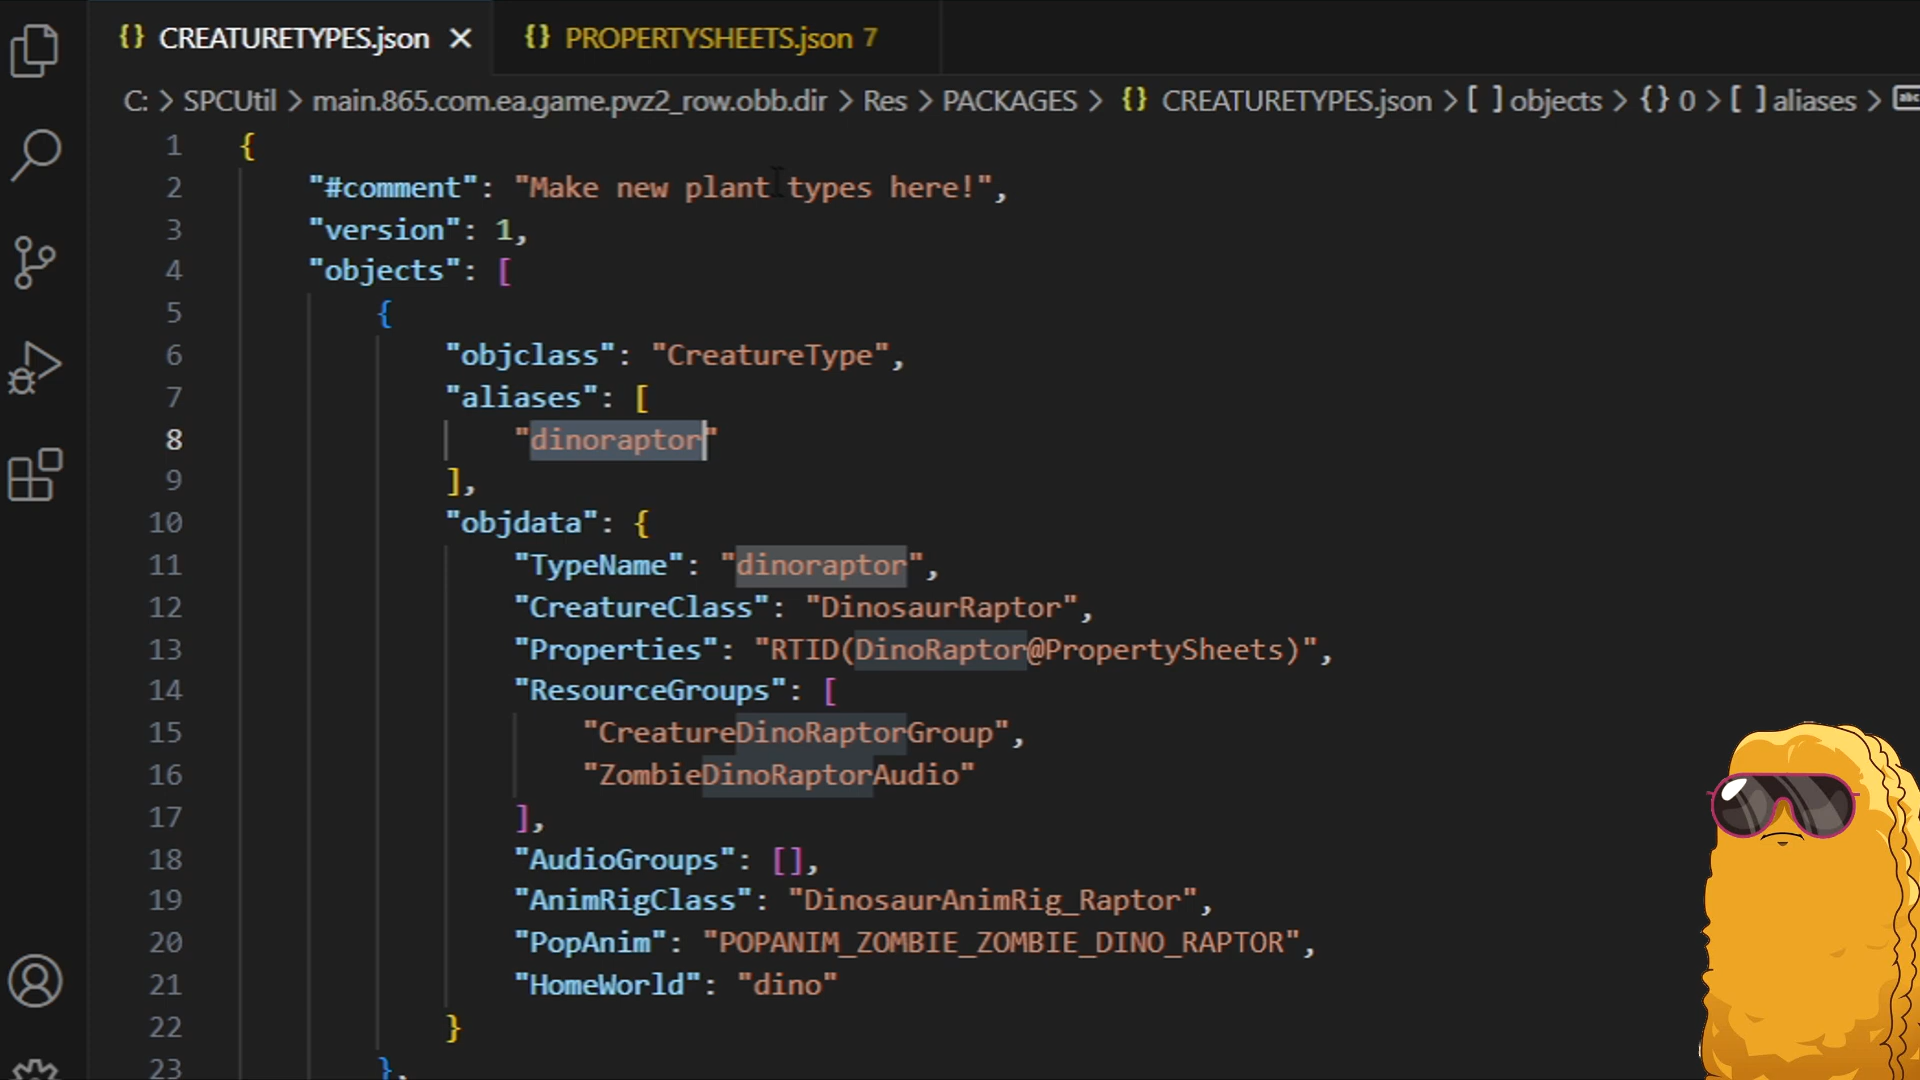 {} CREATURETYPES.json × {} PROPERTYSHEETS.json 7
C: > SPCUtil > main.865.com.ea.game.pvz2_row.obb.dir > Res > PACKAGES > {} CREATURETYPES.json > [ ] objects > {} 0 > [ ] aliases > abc
1 {
2 "#comment": "Make new plant types here!",
3 "version": 1,
4 "objects": [
5 {
6 "objclass": "CreatureType",
7 "aliases": [
8 "dinoraptor"
9 ],
10 "objdata": {
11 "TypeName": "dinoraptor",
12 "CreatureClass": "DinosaurRaptor",
13 "Properties": "RTID(DinoRaptor@PropertySheets)",
14 "ResourceGroups": [
15 "CreatureDinoRaptorGroup",
16 "ZombieDinoRaptorAudio"
17 ],
18 "AudioGroups": [],
19 "AnimRigClass": "DinosaurAnimRig_Raptor",
20 "PopAnim": "POPANIM_ZOMBIE_ZOMBIE_DINO_RAPTOR",
21 "HomeWorld": "dino"
22 }
23 },